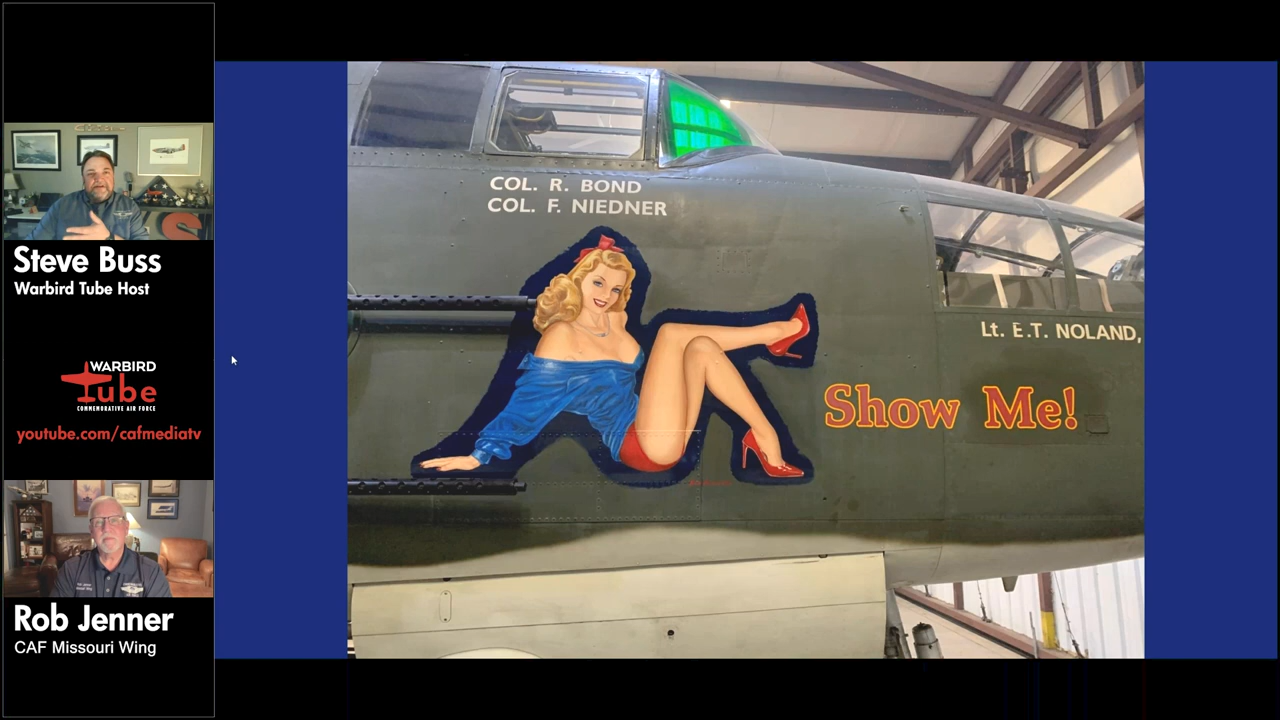 Steve Buss
Warbird Tube Host
WARBIRD
Tube
COMMEMORATIVE AIR FORCE
youtube.com/cafmediatv
Rob Jenner
CAF Missouri Wing
COL. R. BOND
COL. F. NIEDNER
Lt. E.T. NOLAND,
Show Me!